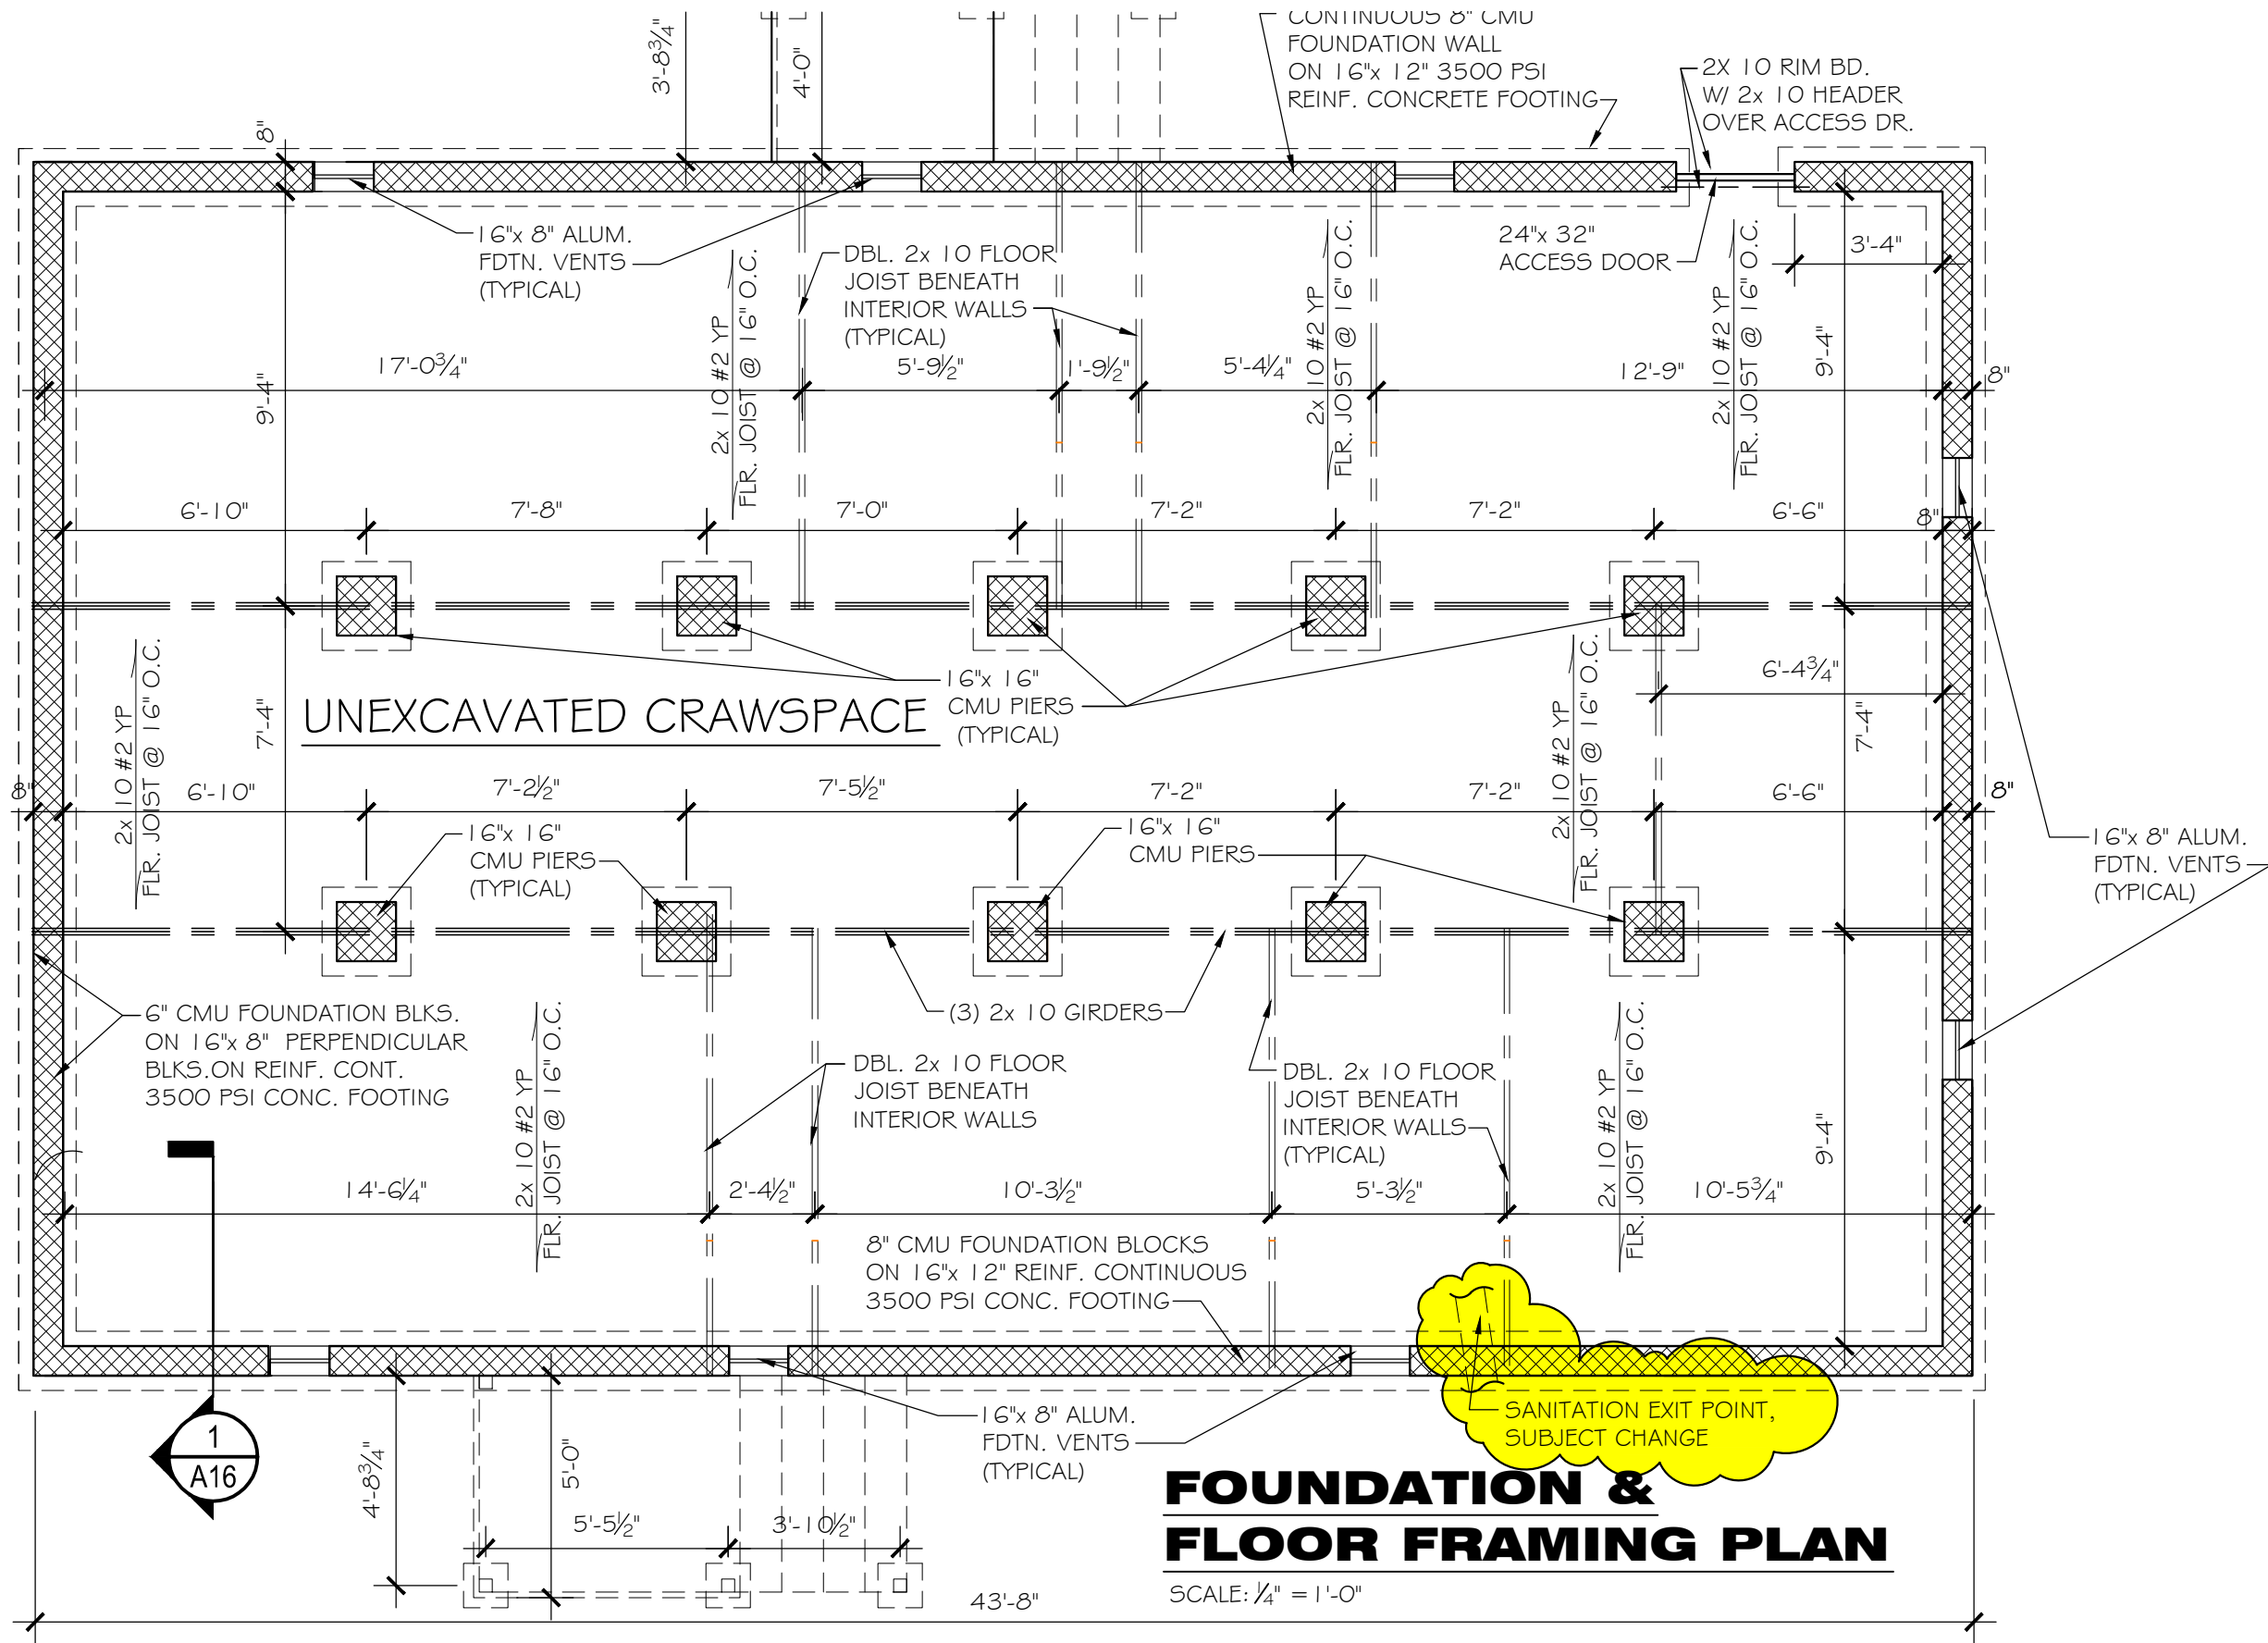 3'-8¾"
4'-0"
CONTINUOUS 8" CMU
FOUNDATION WALL
ON 16"x 12" 3500 PSI
REINF. CONCRETE FOOTING
2X 10 RIM BD.
W/ 2x 10 HEADER
OVER ACCESS DR.
8"
16"x 8" ALUM.
FDTN. VENTS
(TYPICAL)
2x 10 #2 YP
FLR. JOIST @ 16" O.C.
DBL. 2x 10 FLOOR
JOIST BENEATH
INTERIOR WALLS
(TYPICAL)
2x 10 #2 YP
FLR. JOIST @ 16" O.C.
24"x 32"
ACCESS DOOR
2x 10 #2 YP
FLR. JOIST @ 16" O.C.
3'-4"
9'-4"
17'-0¾"
5'-9½"
1'-9½"
5'-4¼"
12'-9"
9'-4"
8"
6'-10"
7'-8"
7'-0"
7'-2"
7'-2"
6'-6"
8"
16"x 16"
CMU PIERS
(TYPICAL)
UNEXCAVATED CRAWSPACE
7'-4"
2x 10 #2 YP
FLR. JOIST @ 16" O.C.
2x 10 #2 YP
FLR. JOIST @ 16" O.C.
6'-4¾"
7'-4"
8"
6'-10"
7'-2½"
7'-5½"
7'-2"
7'-2"
6'-6"
8"
16"x 16"
CMU PIERS
(TYPICAL)
16"x 16"
CMU PIERS
16"x 8" ALUM.
FDTN. VENTS
(TYPICAL)
6" CMU FOUNDATION BLKS.
ON 16"x 8" PERPENDICULAR
BLKS.ON REINF. CONT.
3500 PSI CONC. FOOTING
2x 10 #2 YP
FLR. JOIST @ 16" O.C.
(3) 2x 10 GIRDERS
DBL. 2x 10 FLOOR
JOIST BENEATH
INTERIOR WALLS
DBL. 2x 10 FLOOR
JOIST BENEATH
INTERIOR WALLS
(TYPICAL)
2x 10 #2 YP
FLR. JOIST @ 16" O.C.
9'-4"
14'-6¼"
2'-4½"
10'-3½"
5'-3½"
10'-5¾"
8" CMU FOUNDATION BLOCKS
ON 16"x 12" REINF. CONTINUOUS
3500 PSI CONC. FOOTING
SANITATION EXIT POINT,
SUBJECT CHANGE
16"x 8" ALUM.
FDTN. VENTS
(TYPICAL)
1
A16
4'-8¾"
5'-0"
5'-5½"
3'-10½"
FOUNDATION &
FLOOR FRAMING PLAN
SCALE: ¼" = 1'-0"
43'-8"